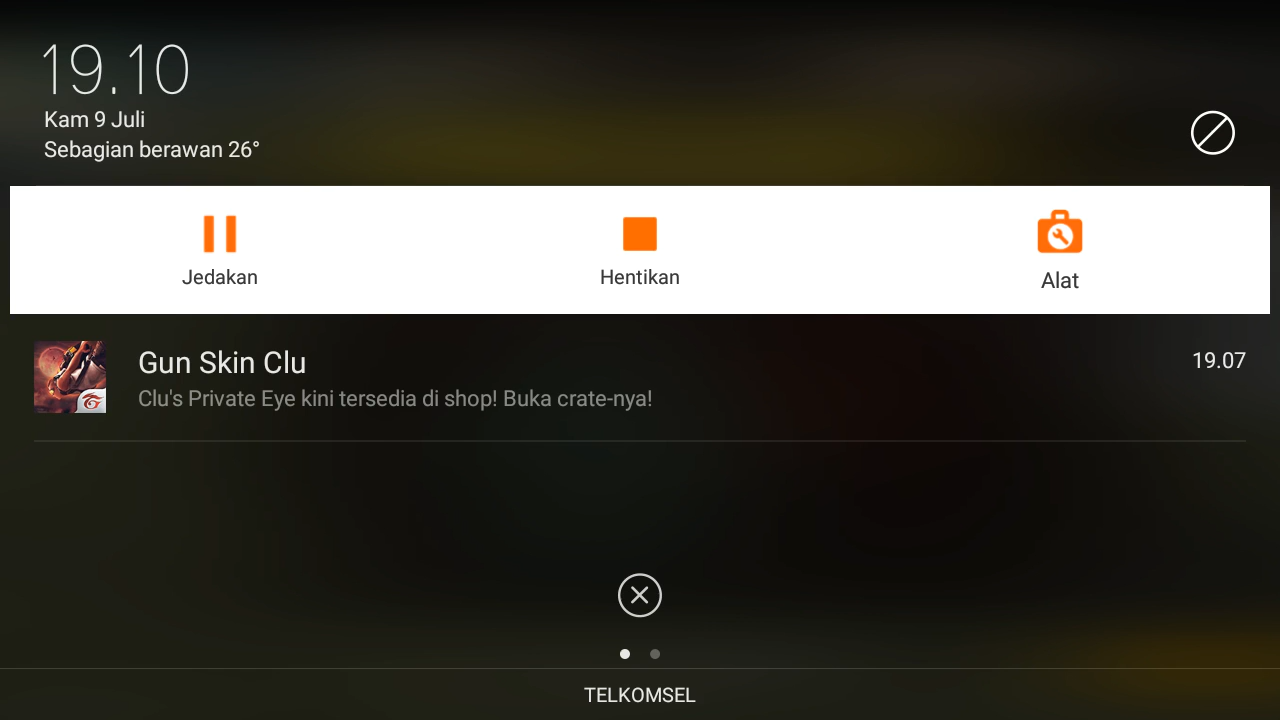 19.10
Kam 9 Juli
Sebagian berawan 26°
Jedakan
Hentikan
Alat
Gun Skin Clu
19.07
Clu's Private Eye kini tersedia di shop! Buka crate-nya!
TELKOMSEL